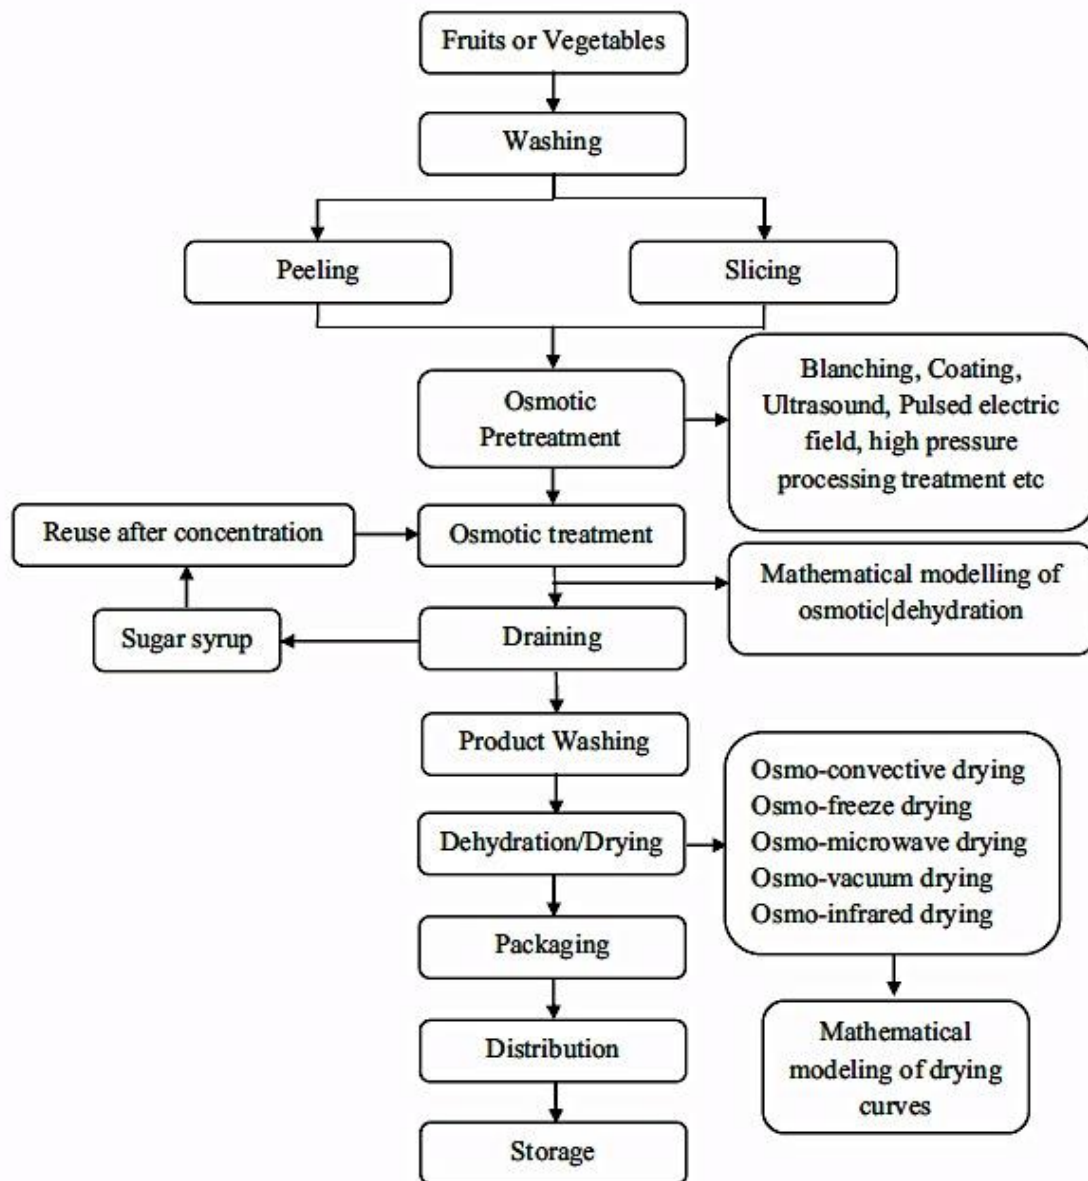 Fruits or Vegetables
Washing
Peeling
Slicing
Osmotic
Pretreatment
Blanching, Coating,
Ultrasound, Pulsed electric
field, high pressure
processing treatment etc
Reuse after concentration
Osmotic treatment
Mathematical modelling of
osmotic dehydration
Sugar syrup
Draining
Product Washing
Dehydration/Drying
Osmo-convective drying
Osmo-freeze drying
Osmo-microwave drying
Osmo-vacuum drying
Osmo-infrared drying
Packaging
Distribution
Mathematical
modeling of drying
curves
Storage